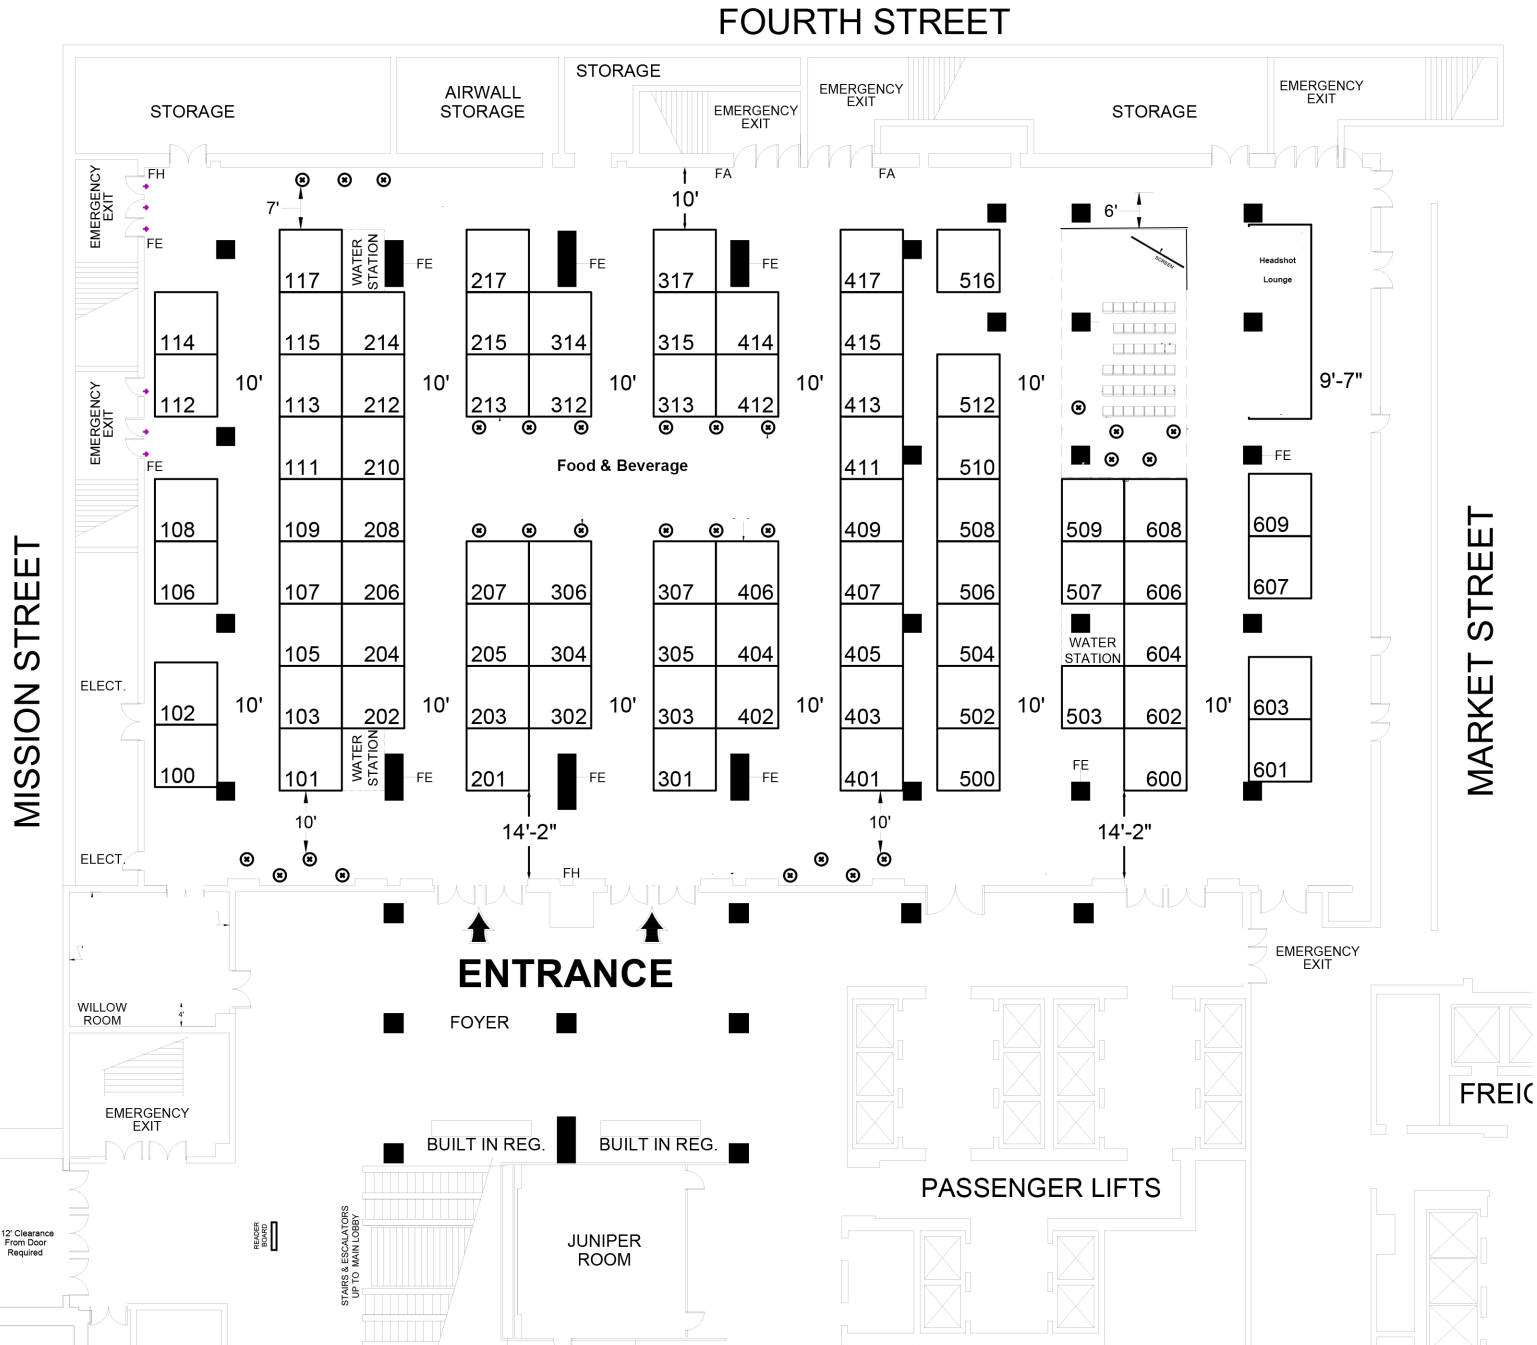 FOURTH STREET
STORAGE
AIRWALL
STORAGE
STORAGE
EMERGENCY
EXIT
EMERGENCY
EXIT
STORAGE
EMERGENCY
EXIT
EMERGENCY
EXIT
FH
FE
7'
10'
FA
FA
6'
117
WATER
STATION
FE
217
FE
317
FE
417
516
SCREEN
Headshot
Lounge
114
115
214
215
314
315
414
415
EMERGENCY
EXIT
FE
112
10'
113
212
10'
213
312
10'
313
412
10'
413
512
10'
9'-7"
111
210
Food & Beverage
411
510
FE
108
109
208
409
508
509
608
609
106
107
206
207
306
307
406
407
506
507
606
607
MISSION STREET
MARKET STREET
105
204
205
304
305
404
405
504
WATER
STATION
604
ELECT.
102
10'
103
202
10'
203
302
10'
303
402
10'
403
502
10'
503
602
10'
603
100
101
WATER
STATION
FE
201
FE
301
FE
401
500
FE
600
601
10'
14'-2"
10'
14'-2"
ELECT.
FH
ENTRANCE
EMERGENCY
EXIT
WILLOW
ROOM
4'
FOYER
EMERGENCY
EXIT
BUILT IN REG.
BUILT IN REG.
FREIG
PASSENGER LIFTS
12' Clearance
From Door
Required
READER
BOARD
STAIRS & ESCALATORS
UP TO MAIN LOBBY
JUNIPER
ROOM